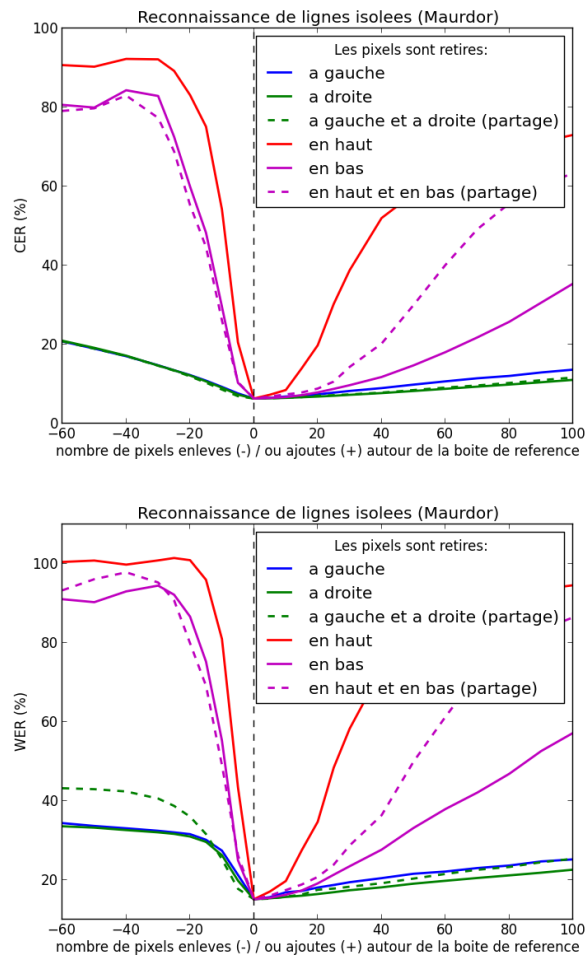 Reconnaissance de lignes isolees (Maurdor)
100
80
60
40
20
0
CER (%)
Les pixels sont retires:
a gauche
a droite
a gauche et a droite (partage)
en haut
en bas
en haut et en bas (partage)
−60 −40 −20 0 20 40 60 80 100
nombre de pixels enleves (-) / ou ajoutes (+) autour de la boite de reference
Reconnaissance de lignes isolees (Maurdor)
100
80
60
40
20
WER (%)
Les pixels sont retires:
a gauche
a droite
a gauche et a droite (partage)
en haut
en bas
en haut et en bas (partage)
−60 −40 −20 0 20 40 60 80 100
nombre de pixels enleves (-) / ou ajoutes (+) autour de la boite de reference